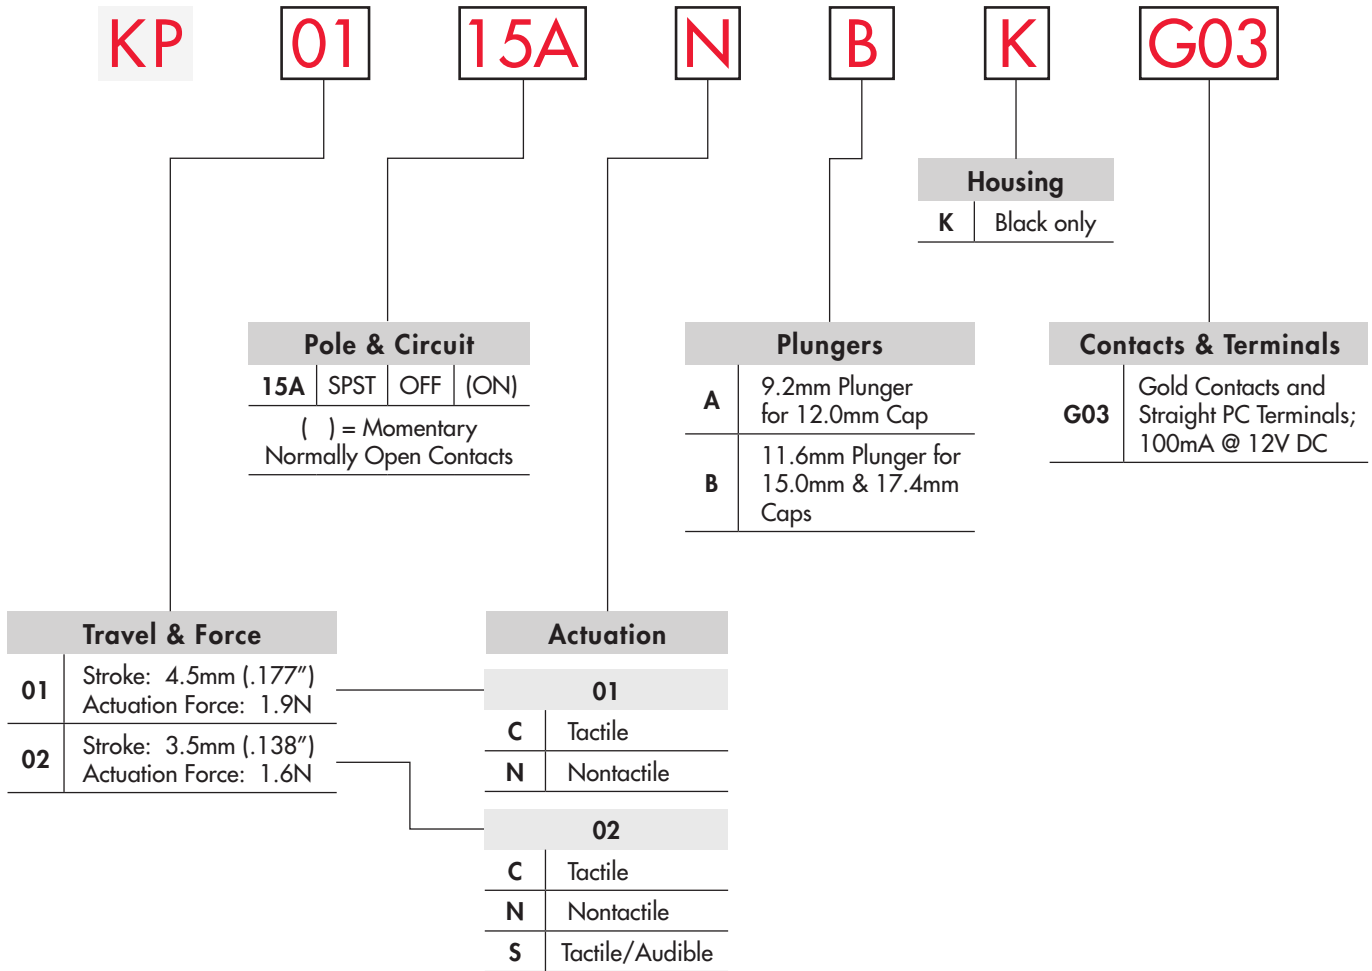 KP 01 15A N B K G03
Housing
K Black only
Pole & Circuit
15A SPST OFF (ON)
( ) = Momentary
Normally Open Contacts
Plungers
A 9.2mm Plunger
for 12.0mm Cap
B 11.6mm Plunger for
15.0mm & 17.4mm
Caps
Contacts & Terminals
G03 Gold Contacts and
Straight PC Terminals;
100mA @ 12V DC
Travel & Force
01 Stroke: 4.5mm (.177″)
Actuation Force: 1.9N
02 Stroke: 3.5mm (.138″)
Actuation Force: 1.6N
Actuation
01
C Tactile
N Nontactile
02
C Tactile
N Nontactile
S Tactile/Audible